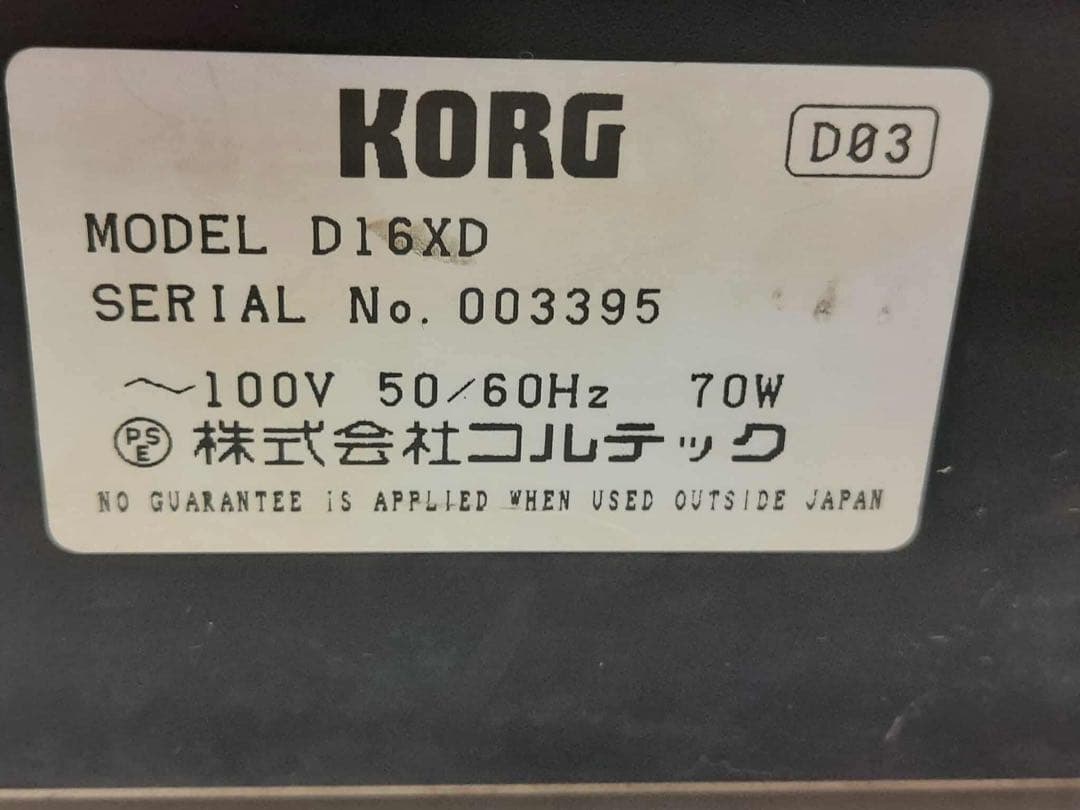 KORG
D03
MODEL D16XD
SERIAL No. 003395
~100V 50/60Hz 70W
PSE 株式会社コルテック
NO GUARANTEE IS APPLIED WHEN USED OUTSIDE JAPAN